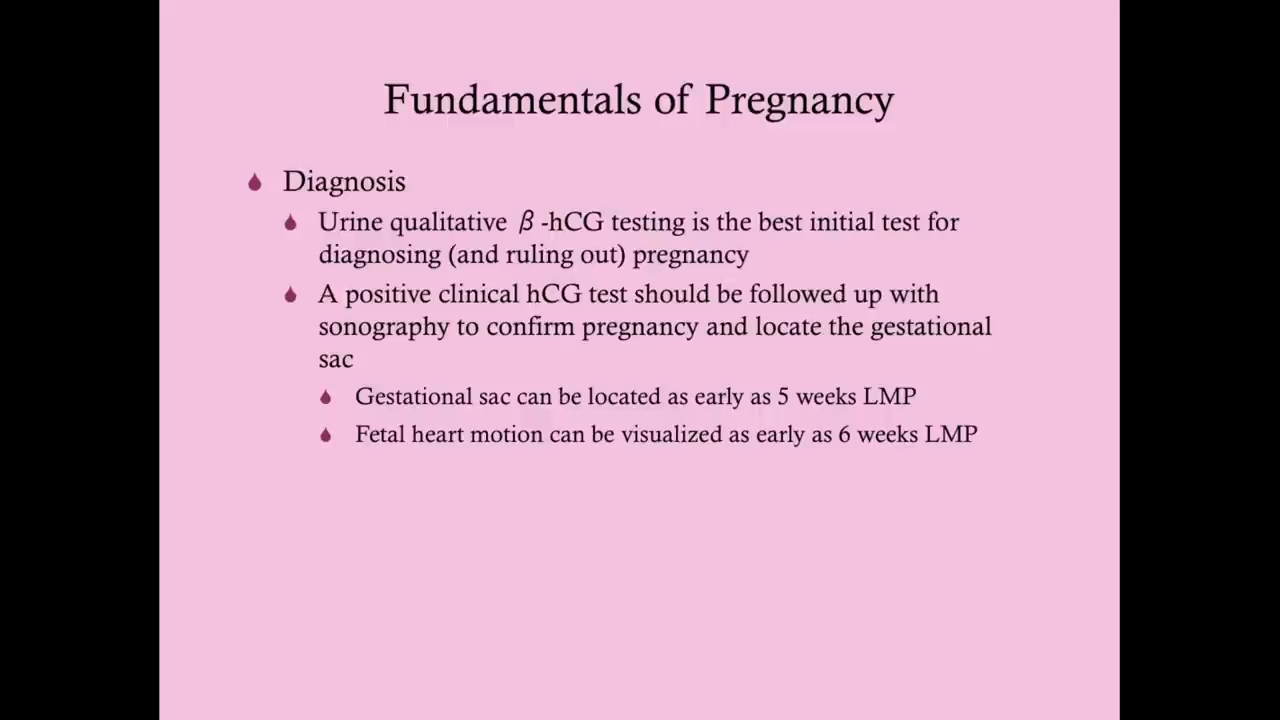 Fundamentals of Pregnancy
Diagnosis
Urine qualitative β -hCG testing is the best initial test for
diagnosing (and ruling out) pregnancy
A positive clinical hCG test should be followed up with
sonography to confirm pregnancy and locate the gestational
sac
Gestational sac can be located as early as 5 weeks LMP
Fetal heart motion can be visualized as early as 6 weeks LMP